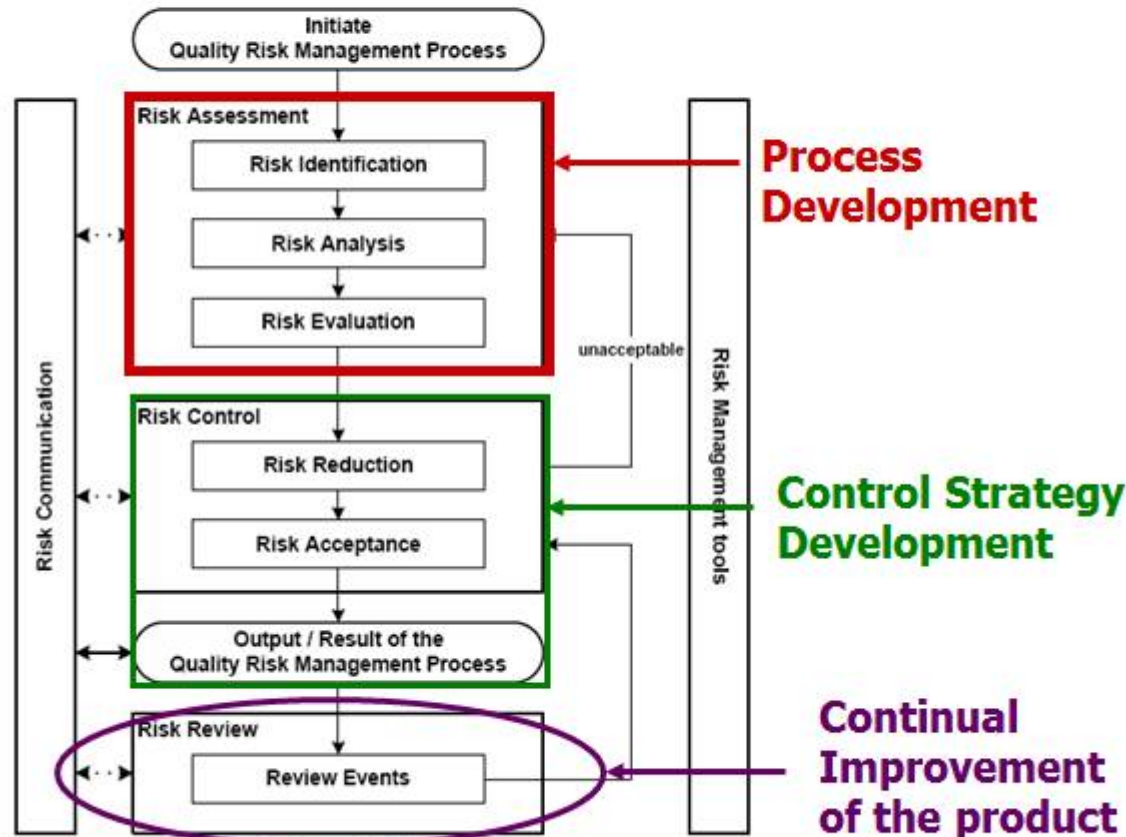 Initiate
Quality Risk Management Process
Risk Assessment
Risk Identification
Risk Analysis
Risk Evaluation
unacceptable
Risk Control
Risk Reduction
Risk Acceptance
Output / Result of the
Quality Risk Management Process
Risk Review
Review Events
Risk Communication
Risk Management tools
Process
Development
Control Strategy
Development
Continual
Improvement
of the product